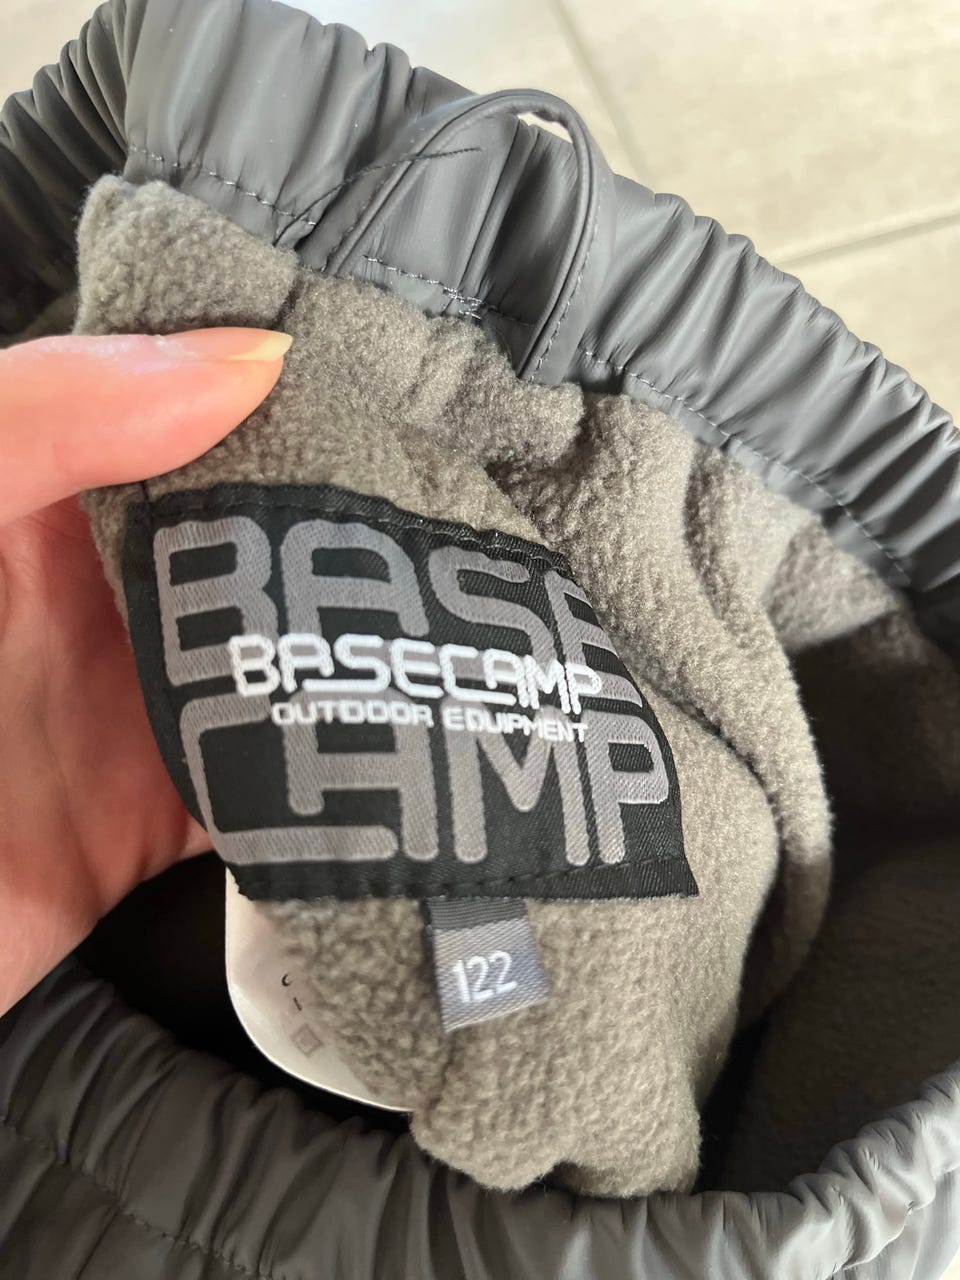 BASE
BASECAMP
OUTDOOR EQUIPMENT
CAMP
122